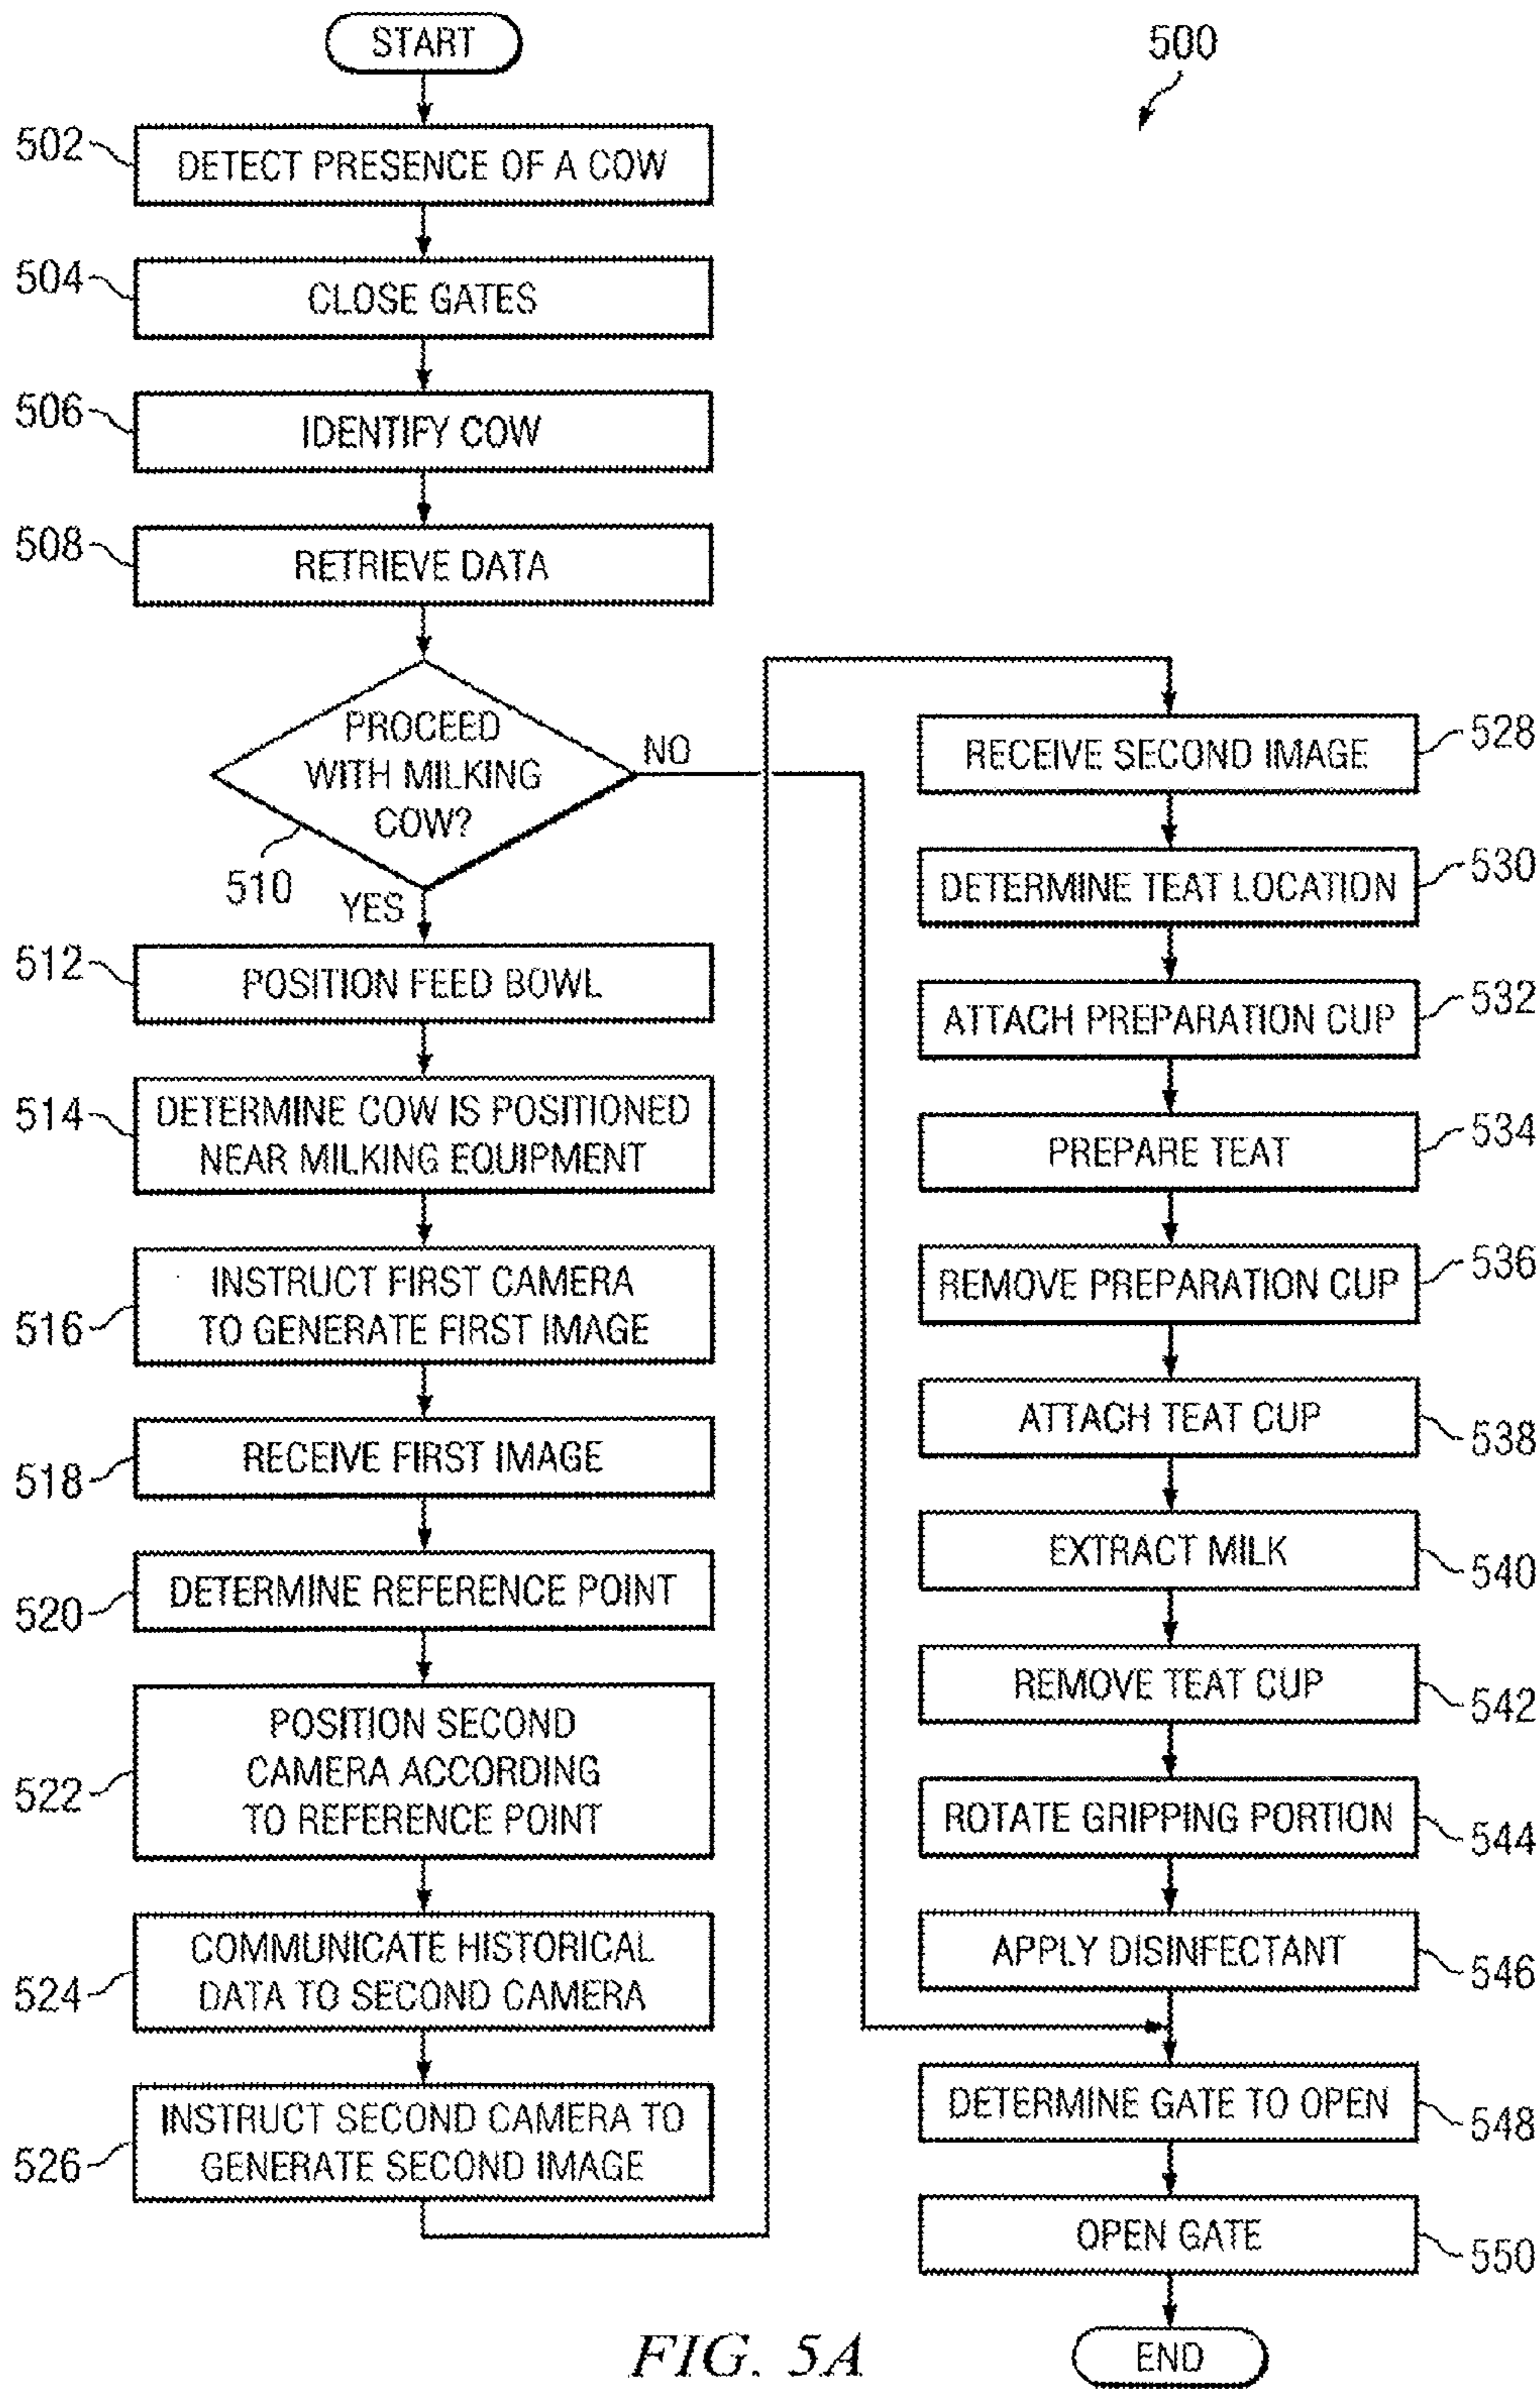 START
500
502
DETECT PRESENCE OF A COW
504
CLOSE GATES
506
IDENTIFY COW
508
RETRIEVE DATA
PROCEED
WITH MILKING
COW?
NO
510
YES
512
POSITION FEED BOWL
514
DETERMINE COW IS POSITIONED
NEAR MILKING EQUIPMENT
516
INSTRUCT FIRST CAMERA
TO GENERATE FIRST IMAGE
518
RECEIVE FIRST IMAGE
520
DETERMINE REFERENCE POINT
522
POSITION SECOND
CAMERA ACCORDING
TO REFERENCE POINT
524
COMMUNICATE HISTORICAL
DATA TO SECOND CAMERA
526
INSTRUCT SECOND CAMERA TO
GENERATE SECOND IMAGE
RECEIVE SECOND IMAGE
528
DETERMINE TEAT LOCATION
530
ATTACH PREPARATION CUP
532
PREPARE TEAT
534
REMOVE PREPARATION CUP
536
ATTACH TEAT CUP
538
EXTRACT MILK
540
REMOVE TEAT CUP
542
ROTATE GRIPPING PORTION
544
APPLY DISINFECTANT
546
DETERMINE GATE TO OPEN
548
OPEN GATE
550
END
FIG. 5A